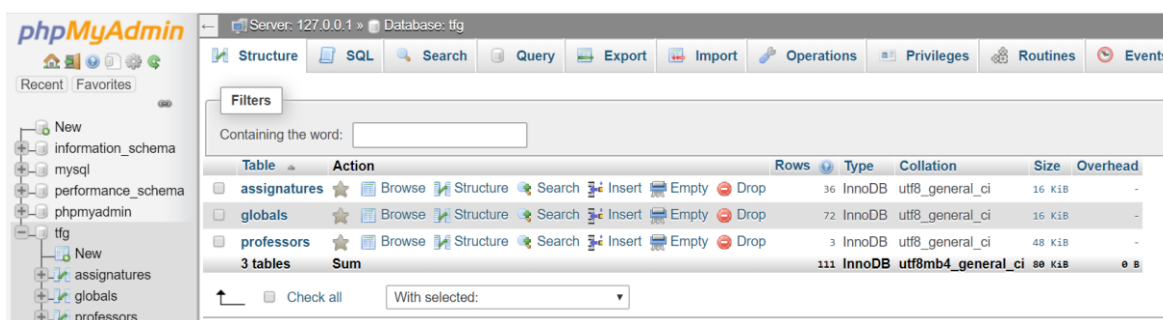 phpMyAdmin
Recent Favorites
New
information_schema
mysql
performance_schema
phpmyadmin
tfg
New
assignatures
globals
professors
Server: 127.0.0.1 » Database: tfg
Structure SQL Search Query Export Import Operations Privileges Routines Events
Filters
Containing the word:
Table Action Rows Type Collation Size Overhead
assignatures Browse Structure Search Insert Empty Drop 36 InnoDB utf8_general_ci 16 KiB -
globals Browse Structure Search Insert Empty Drop 72 InnoDB utf8_general_ci 16 KiB -
professors Browse Structure Search Insert Empty Drop 3 InnoDB utf8_general_ci 48 KiB -
3 tables Sum 111 InnoDB utf8mb4_general_ci 80 KiB 0 B
Check all With selected: